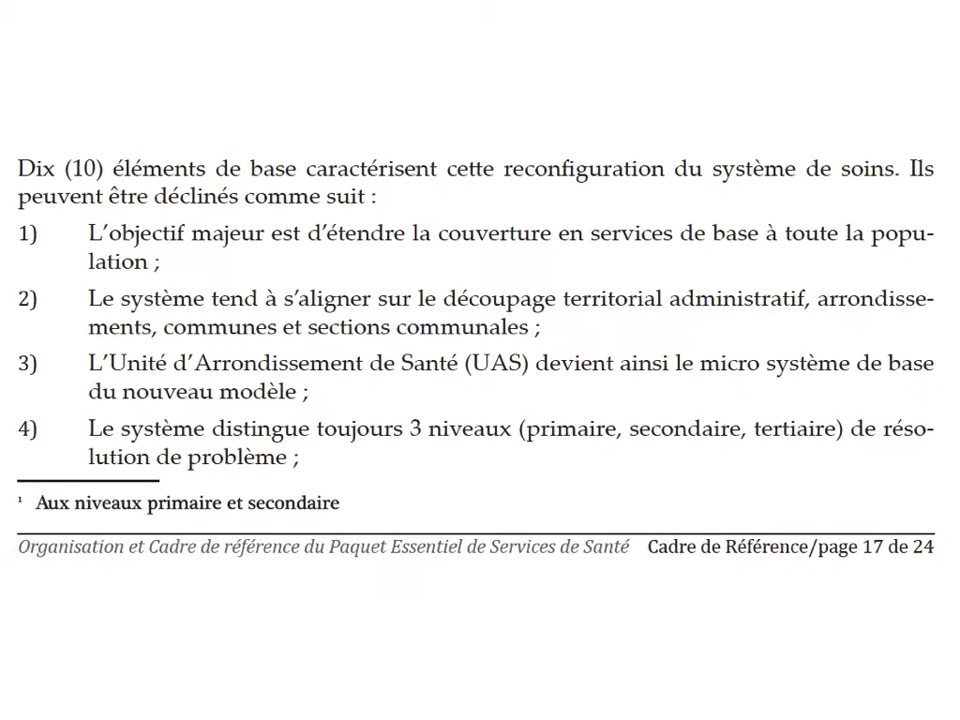 Dix (10) éléments de base caractérisent cette reconfiguration du système de soins. Ils
peuvent être déclinés comme suit :
1) L’objectif majeur est d’étendre la couverture en services de base à toute la popu-
lation ;
2) Le système tend à s’aligner sur le découpage territorial administratif, arrondisse-
ments, communes et sections communales ;
3) L’Unité d’Arrondissement de Santé (UAS) devient ainsi le micro système de base
du nouveau modèle ;
4) Le système distingue toujours 3 niveaux (primaire, secondaire, tertiaire) de réso-
lution de problème ;
¹ Aux niveaux primaire et secondaire
Organisation et Cadre de référence du Paquet Essentiel de Services de Santé Cadre de Référence/page 17 de 24